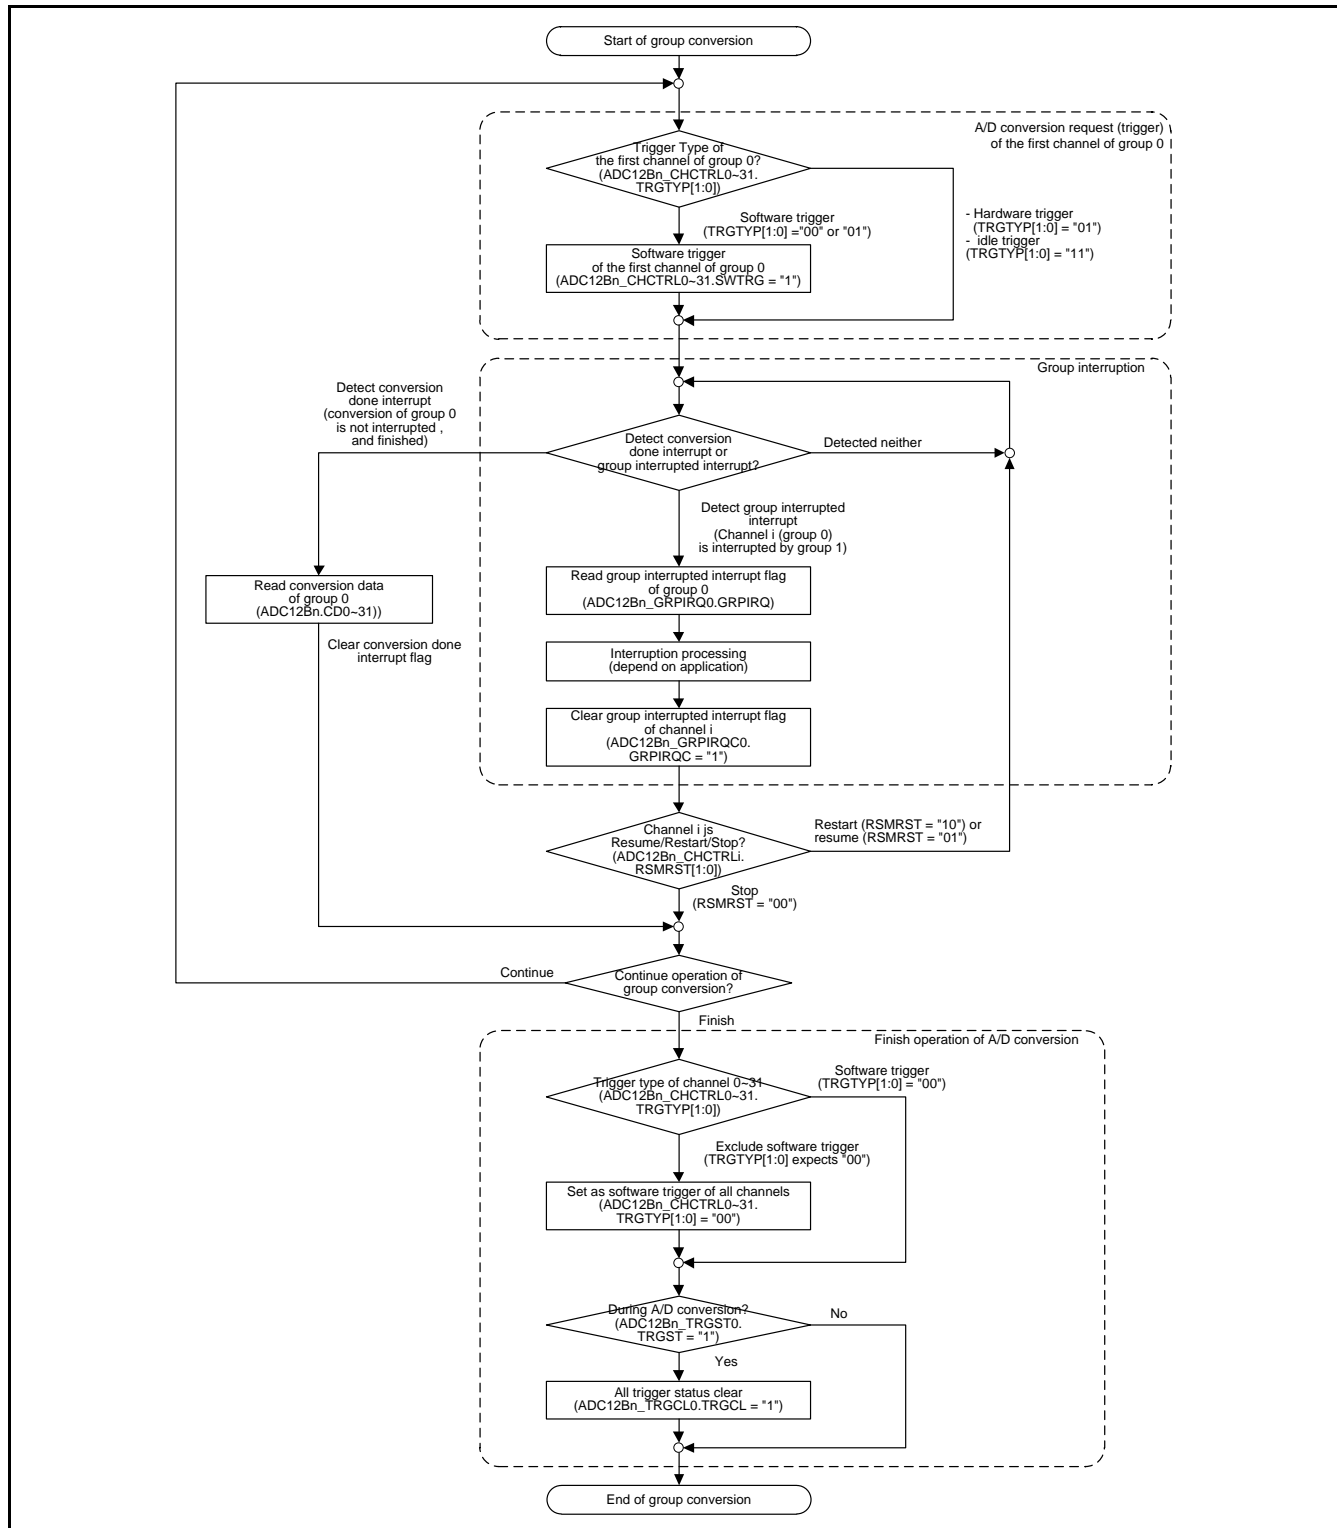 Start of group conversion
A/D conversion request (trigger)
of the first channel of group 0
Trigger Type of
the first channel of group 0?
(ADC12Bn_CHCTRL0~31.
TRGTYP[1:0])
Software trigger
(TRGTYP[1:0] ="00" or "01")
- Hardware trigger
(TRGTYP[1:0] = "01")
- idle trigger
(TRGTYP[1:0] = "11")
Software trigger
of the first channel of group 0
(ADC12Bn_CHCTRL0~31.SWTRG = "1")
Group interruption
Detect conversion
done interrupt
(conversion of group 0
is not interrupted ,
and finished)
Detect conversion
done interrupt or
group interrupted interrupt?
Detected neither
Detect group interrupted
interrupt
(Channel i (group 0)
is interrupted by group 1)
Read conversion data
of group 0
(ADC12Bn.CD0~31))
Read group interrupted interrupt flag
of group 0
(ADC12Bn_GRPIRQ0.GRPIRQ)
Clear conversion done
interrupt flag
Interruption processing
(depend on application)
Clear group interrupted interrupt flag
of channel i
(ADC12Bn_GRPIRQC0.
GRPIRQC = "1")
Channel i js
Resume/Restart/Stop?
(ADC12Bn_CHCTRLi.
RSMRST[1:0])
Restart (RSMRST = "10") or
resume (RSMRST = "01")
Stop
(RSMRST = "00")
Continue
Continue operation of
group conversion?
Finish
Finish operation of A/D conversion
Trigger type of channel 0~31
(ADC12Bn_CHCTRL0~31.
TRGTYP[1:0])
Software trigger
(TRGTYP[1:0] = "00")
Exclude software trigger
(TRGTYP[1:0] expects "00")
Set as software trigger of all channels
(ADC12Bn_CHCTRL0~31.
TRGTYP[1:0] = "00")
During A/D conversion?
(ADC12Bn_TRGST0.
TRGST = "1")
No
Yes
All trigger status clear
(ADC12Bn_TRGCL0.TRGCL = "1")
End of group conversion